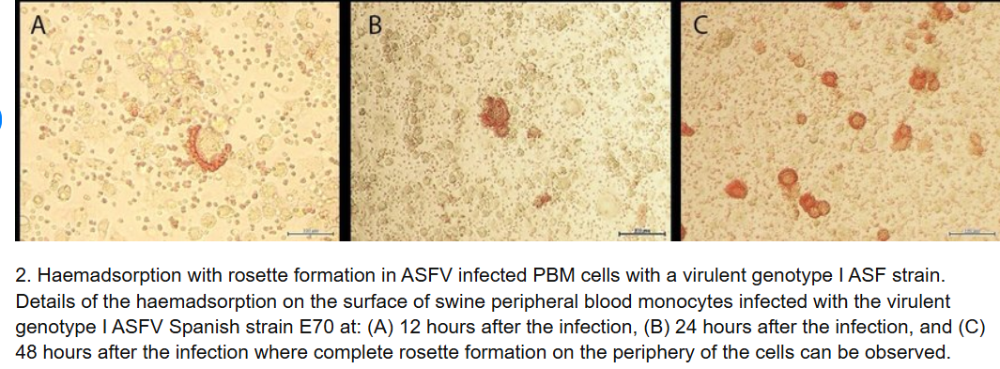 A B C
2. Haemadsorption with rosette formation in ASFV infected PBM cells with a virulent genotype I ASF strain.
Details of the haemadsorption on the surface of swine peripheral blood monocytes infected with the virulent
genotype I ASFV Spanish strain E70 at: (A) 12 hours after the infection, (B) 24 hours after the infection, and (C)
48 hours after the infection where complete rosette formation on the periphery of the cells can be observed.